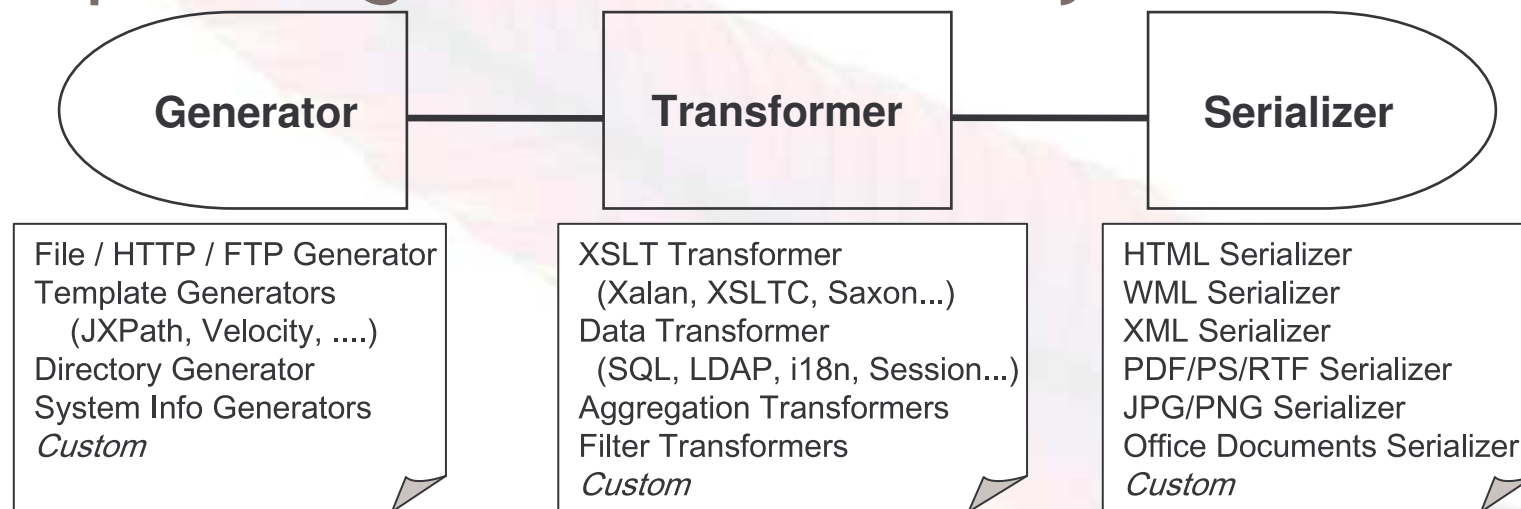 Generator
Transformer
Serializer
File / HTTP / FTP Generator
Template Generators
(JXPath, Velocity, ....)
Directory Generator
System Info Generators
Custom
XSLT Transformer
(Xalan, XSLTC, Saxon...)
Data Transformer
(SQL, LDAP, i18n, Session...)
Aggregation Transformers
Filter Transformers
Custom
HTML Serializer
WML Serializer
XML Serializer
PDF/PS/RTF Serializer
JPG/PNG Serializer
Office Documents Serializer
Custom